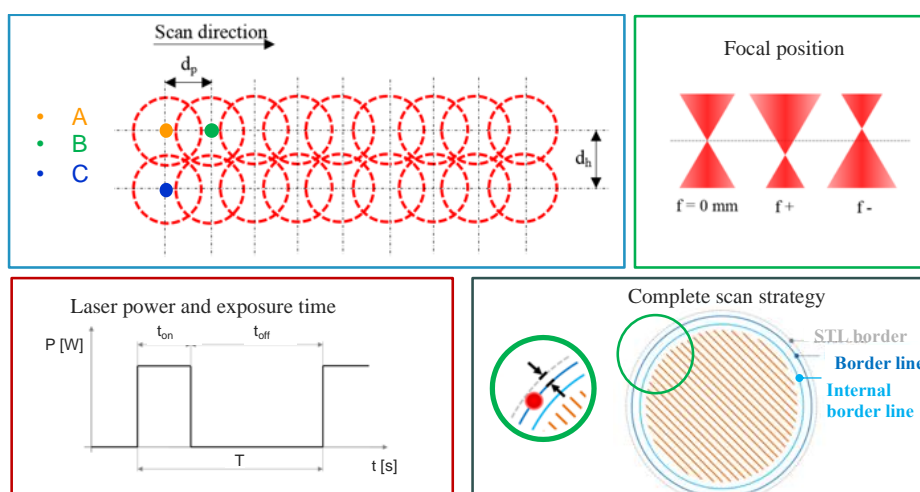 Scan direction
d_p
• A
• B
• C
d_h
Focal position
f = 0 mm
f +
f -
Laser power and exposure time
t_on
t_off
P [W]
T
t [s]
Complete scan strategy
STL border
Border line
Internal
border line